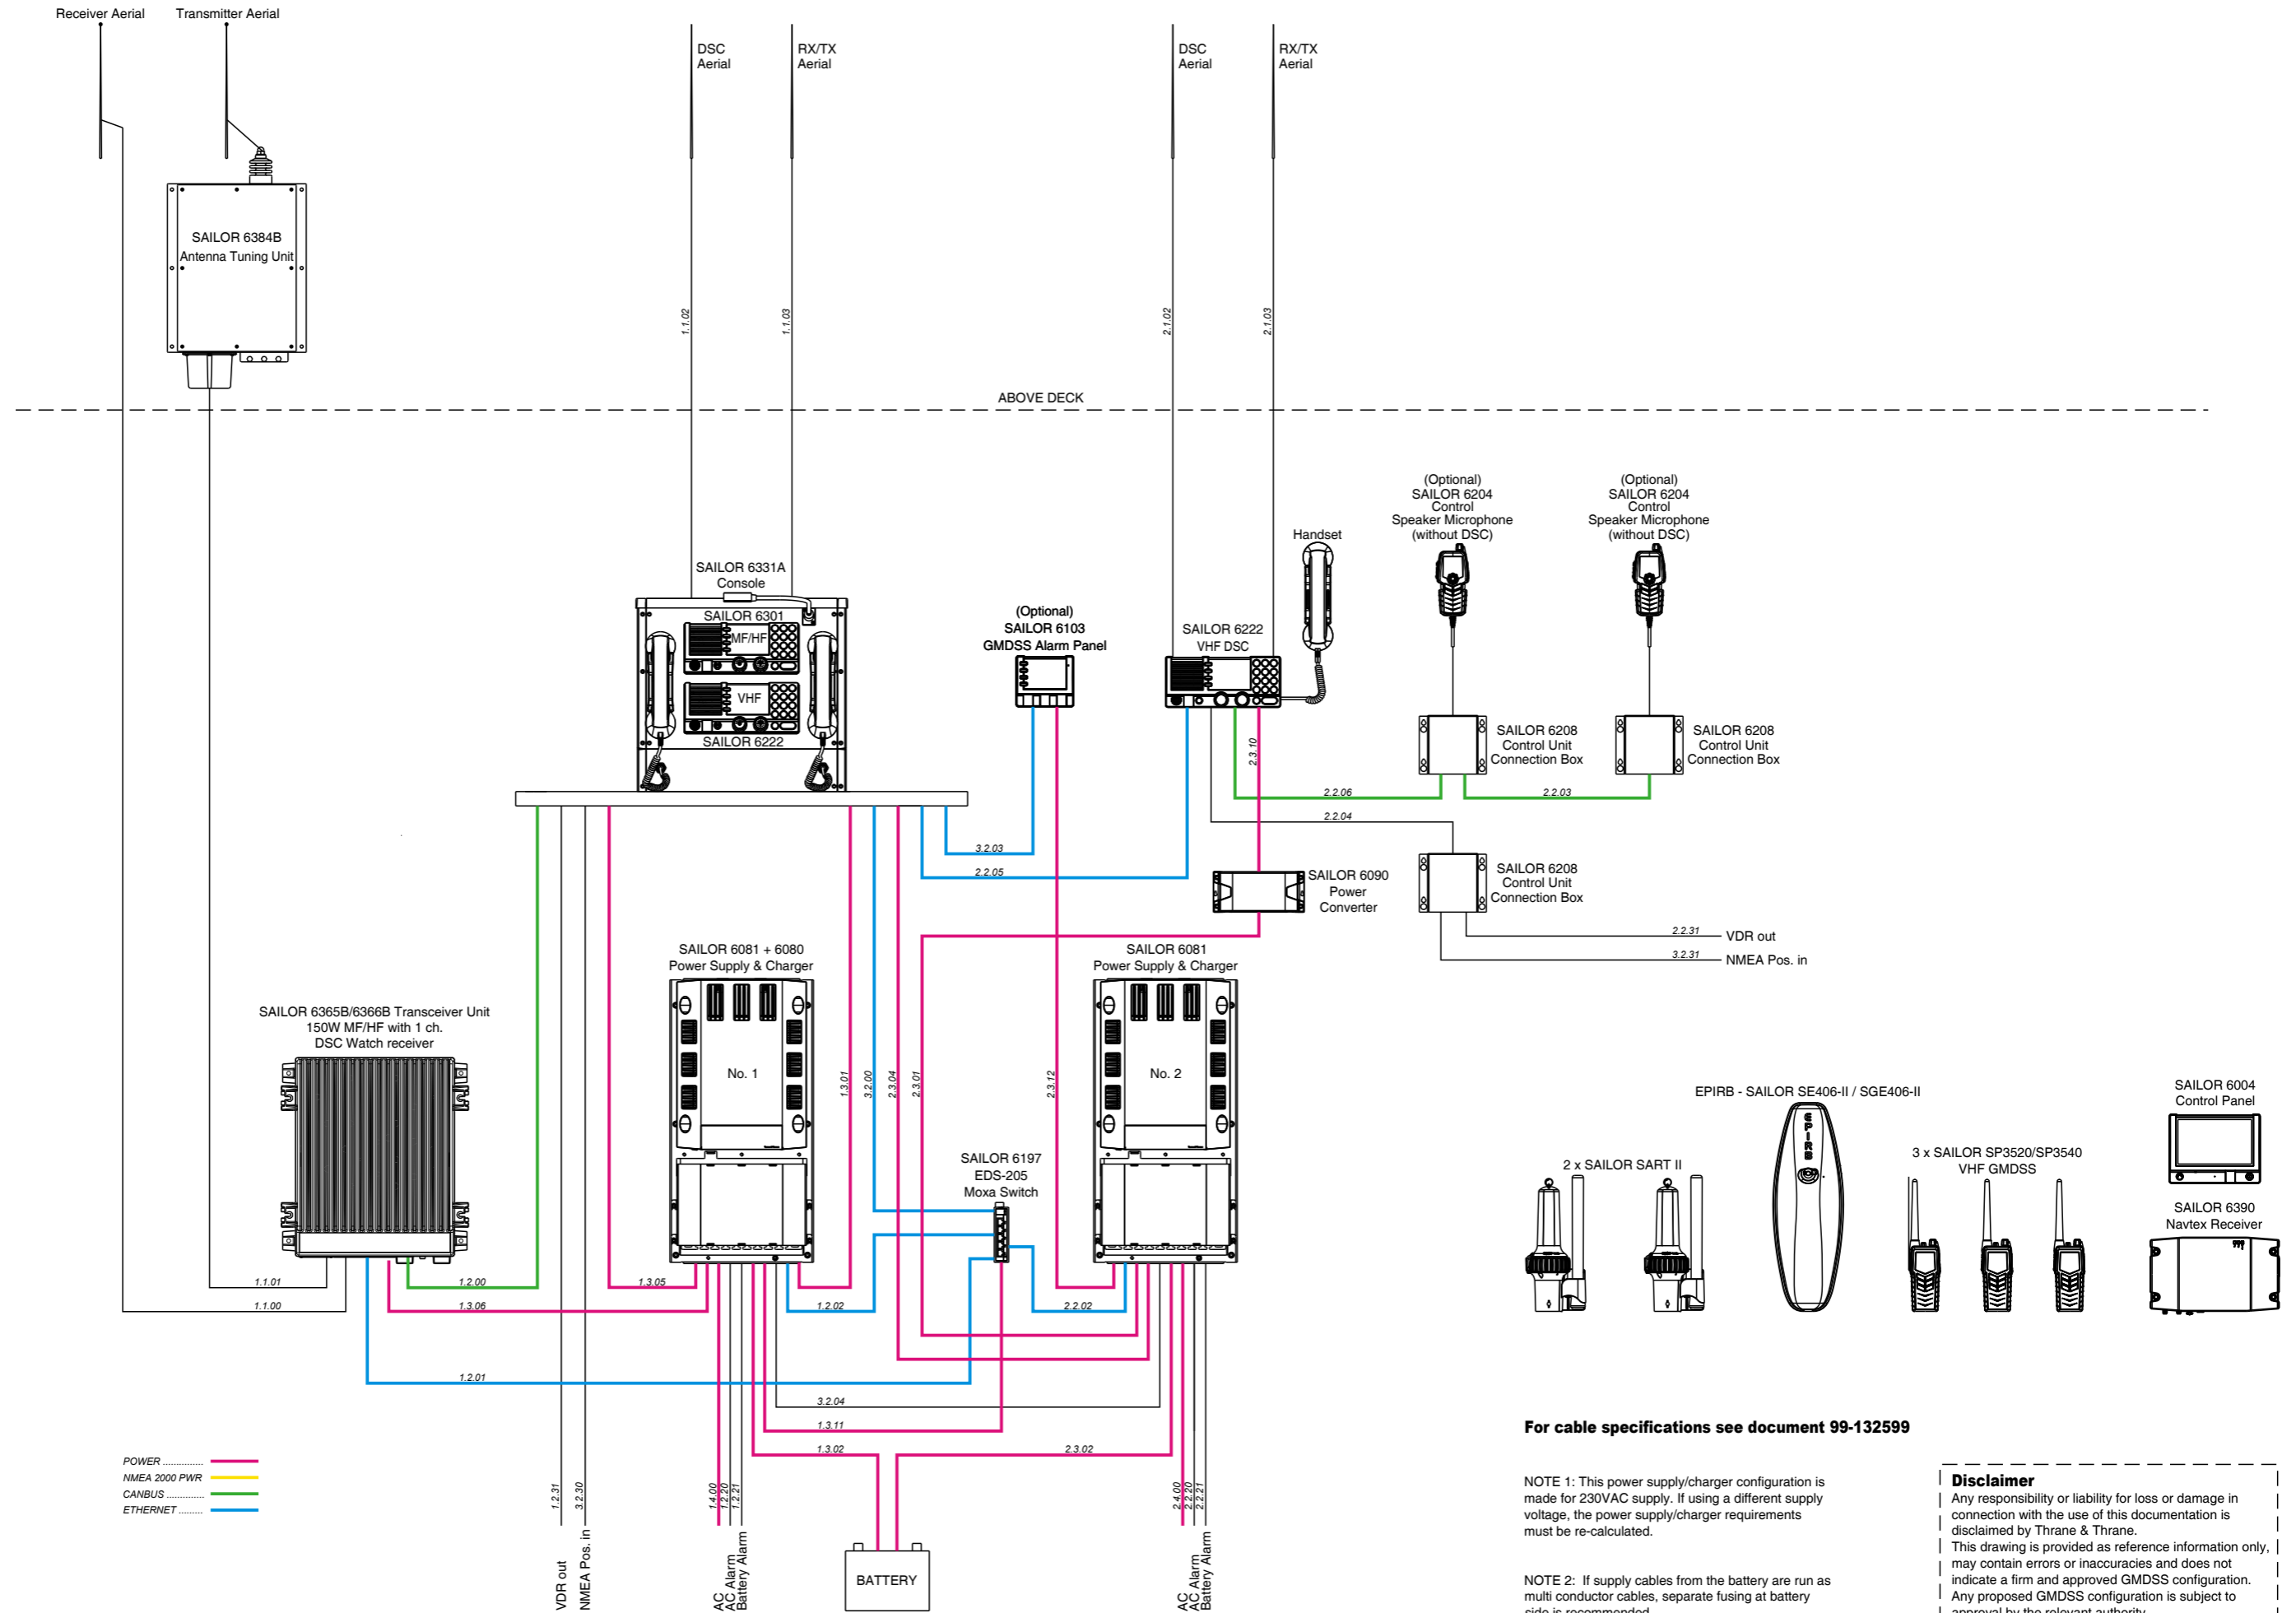 Receiver Aerial
Transmitter Aerial
DSC
Aerial
RX/TX
Aerial
DSC
Aerial
RX/TX
Aerial
SAILOR 6384B
Antenna Tuning Unit
1.1.02
1.1.03
2.1.02
2.1.03
ABOVE DECK
(Optional)
SAILOR 6204
Control
Speaker Microphone
(without DSC)
(Optional)
SAILOR 6204
Control
Speaker Microphone
(without DSC)
Handset
SAILOR 6331A
Console
SAILOR 6301
MF/HF
VHF
SAILOR 6222
(Optional)
SAILOR 6103
GMDSS Alarm Panel
SAILOR 6222
VHF DSC
SAILOR 6208
Control Unit
Connection Box
SAILOR 6208
Control Unit
Connection Box
2.3.10
2.2.06
2.2.03
2.2.04
3.2.03
2.2.05
SAILOR 6090
Power
Converter
SAILOR 6208
Control Unit
Connection Box
2.2.31
VDR out
3.2.31
NMEA Pos. in
SAILOR 6081 + 6080
Power Supply & Charger
No. 1
SAILOR 6081
Power Supply & Charger
No. 2
SAILOR 6365B/6366B Transceiver Unit
150W MF/HF with 1 ch.
DSC Watch receiver
1.3.01
3.2.00
2.3.04
2.3.01
2.3.12
SAILOR 6197
EDS-205
Moxa Switch
EPIRB - SAILOR SE406-II / SGE406-II
EPIRB
2 x SAILOR SART II
3 x SAILOR SP3520/SP3540
VHF GMDSS
SAILOR 6004
Control Panel
SAILOR 6390
Navtex Receiver
1.1.01
1.1.00
1.2.00
1.3.06
1.3.05
1.2.02
2.2.02
1.2.01
3.2.04
1.3.11
1.3.02
2.3.02
POWER ..............
NMEA 2000 PWR
CANBUS ..............
ETHERNET .........
1.2.31
3.2.30
1.4.00
1.2.20
1.2.21
2.4.00
2.2.20
2.2.21
VDR out
NMEA Pos. in
AC
AC Alarm
Battery Alarm
BATTERY
AC
AC Alarm
Battery Alarm
For cable specifications see document 99-132599
NOTE 1: This power supply/charger configuration is
made for 230VAC supply. If using a different supply
voltage, the power supply/charger requirements
must be re-calculated.
NOTE 2: If supply cables from the battery are run as
multi conductor cables, separate fusing at battery
side is recommended
Disclaimer
Any responsibility or liability for loss or damage in
connection with the use of this documentation is
disclaimed by Thrane & Thrane.
This drawing is provided as reference information only,
may contain errors or inaccuracies and does not
indicate a firm and approved GMDSS configuration.
Any proposed GMDSS configuration is subject to
approval by the relevant authority